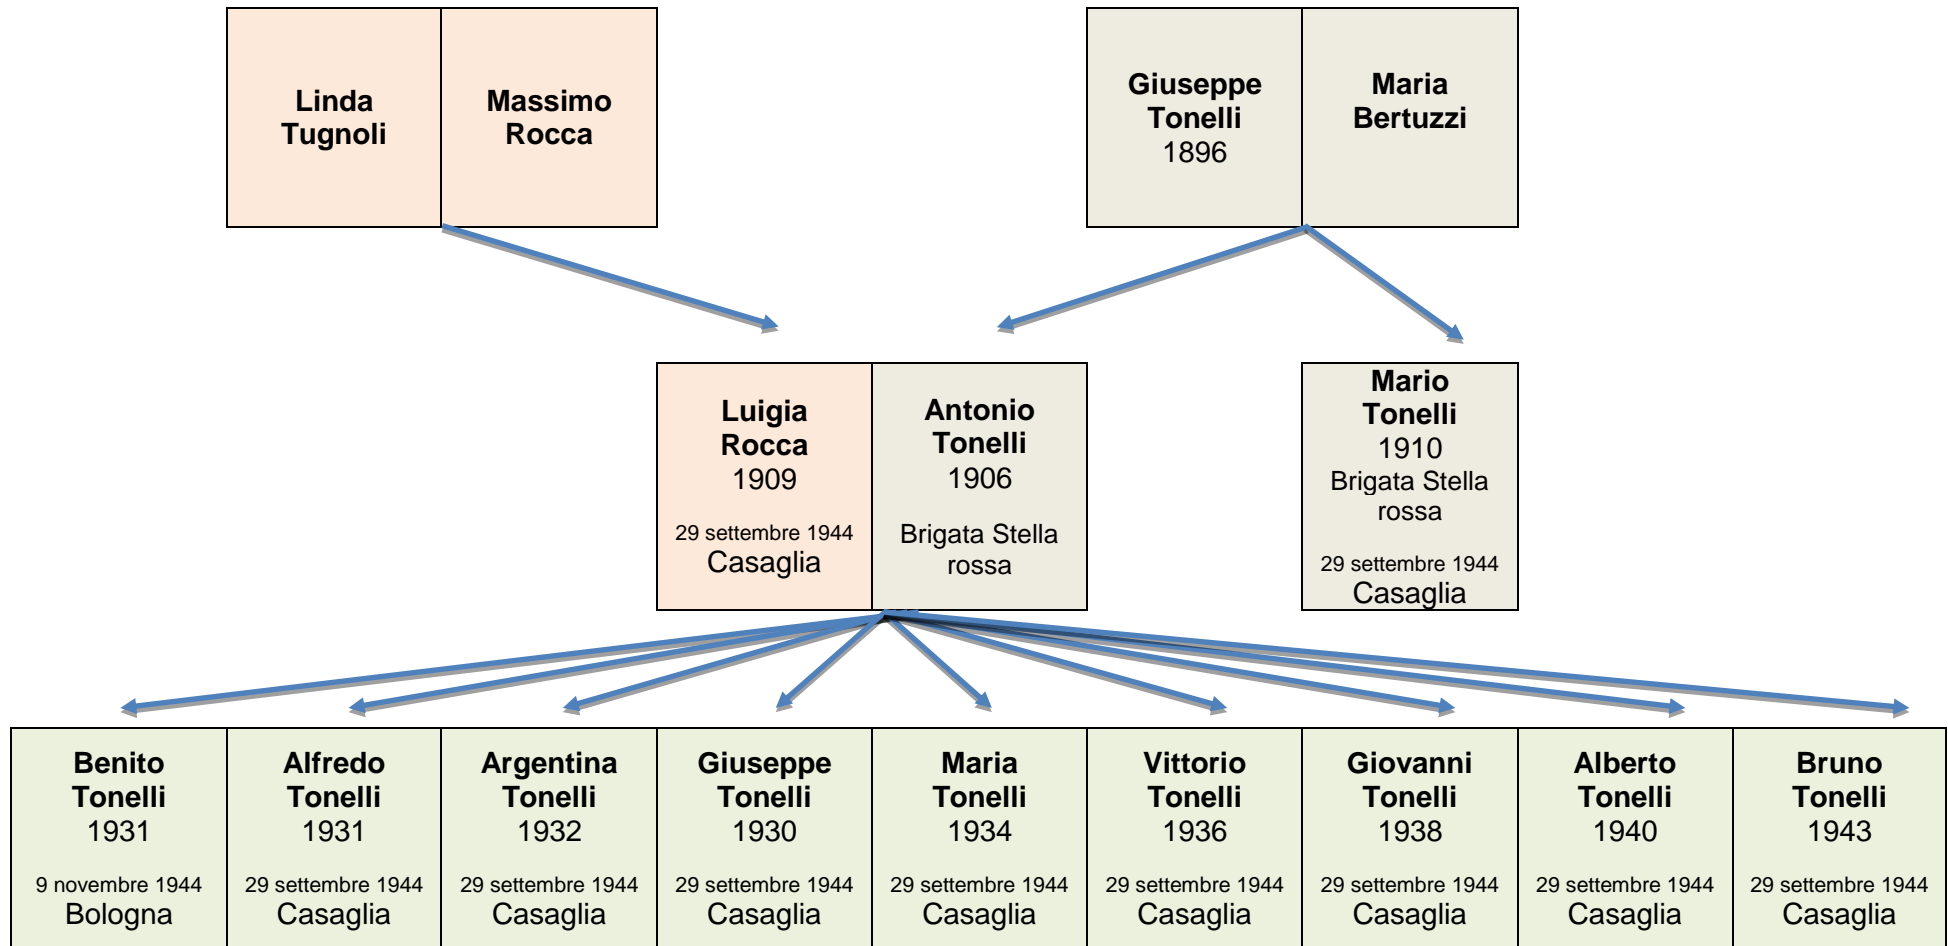 Linda
Tugnoli
Massimo
Rocca
Giuseppe
Tonelli
1896
Maria
Bertuzzi
Luigia
Rocca
1909
29 settembre 1944
Casaglia
Antonio
Tonelli
1906
Brigata Stella
rossa
Mario
Tonelli
1910
Brigata Stella
rossa
29 settembre 1944
Casaglia
Benito
Tonelli
1931
9 novembre 1944
Bologna
Alfredo
Tonelli
1931
29 settembre 1944
Casaglia
Argentina
Tonelli
1932
29 settembre 1944
Casaglia
Giuseppe
Tonelli
1930
29 settembre 1944
Casaglia
Maria
Tonelli
1934
29 settembre 1944
Casaglia
Vittorio
Tonelli
1936
29 settembre 1944
Casaglia
Giovanni
Tonelli
1938
29 settembre 1944
Casaglia
Alberto
Tonelli
1940
29 settembre 1944
Casaglia
Bruno
Tonelli
1943
29 settembre 1944
Casaglia